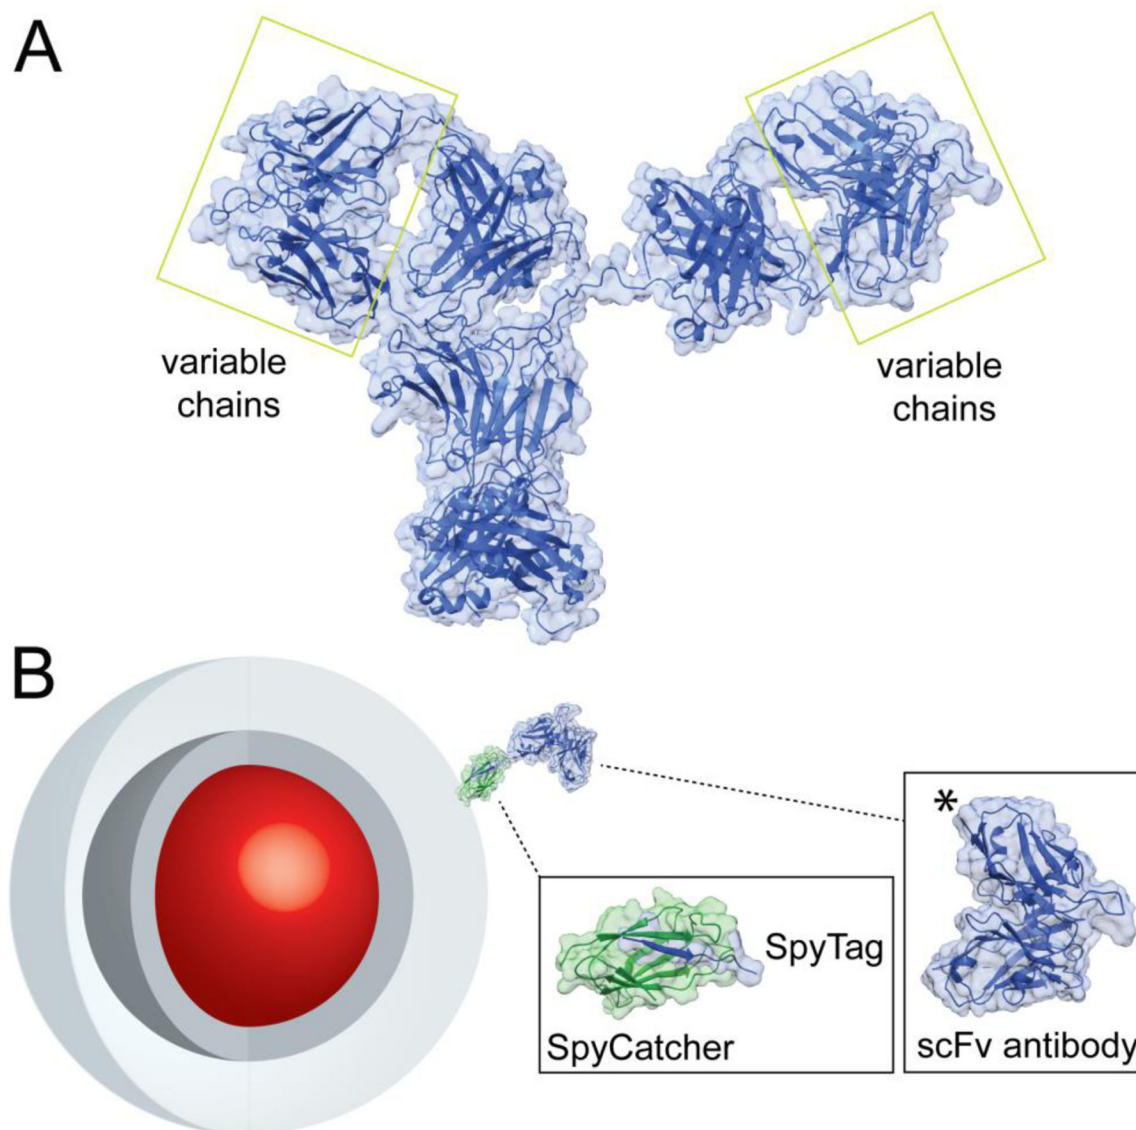 A
variable
chains
variable
chains
B
*
SpyTag
SpyCatcher
scFv antibody